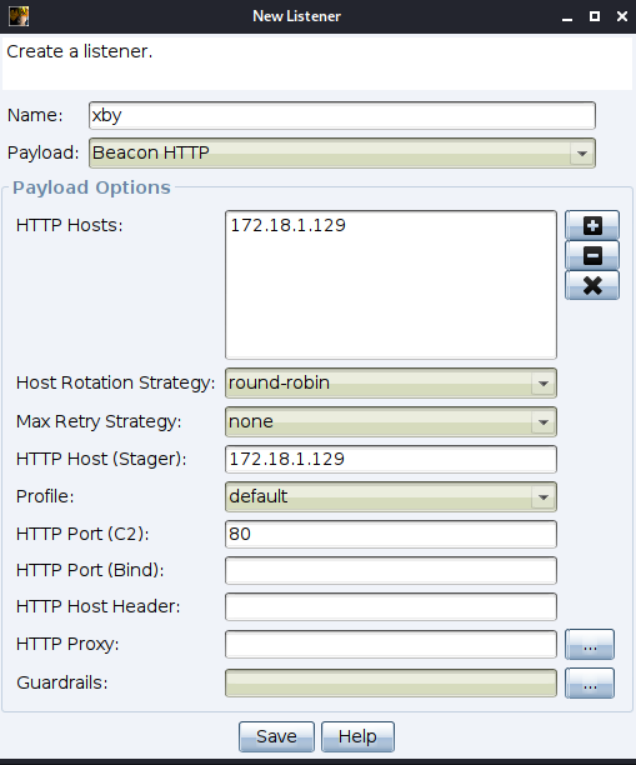 New Listener
Create a listener.
Name: xby
Payload: Beacon HTTP
Payload Options
HTTP Hosts: 172.18.1.129
Host Rotation Strategy: round-robin
Max Retry Strategy: none
HTTP Host (Stager): 172.18.1.129
Profile: default
HTTP Port (C2): 80
HTTP Port (Bind):
HTTP Host Header:
HTTP Proxy: ...
Guardrails: ...
Save Help